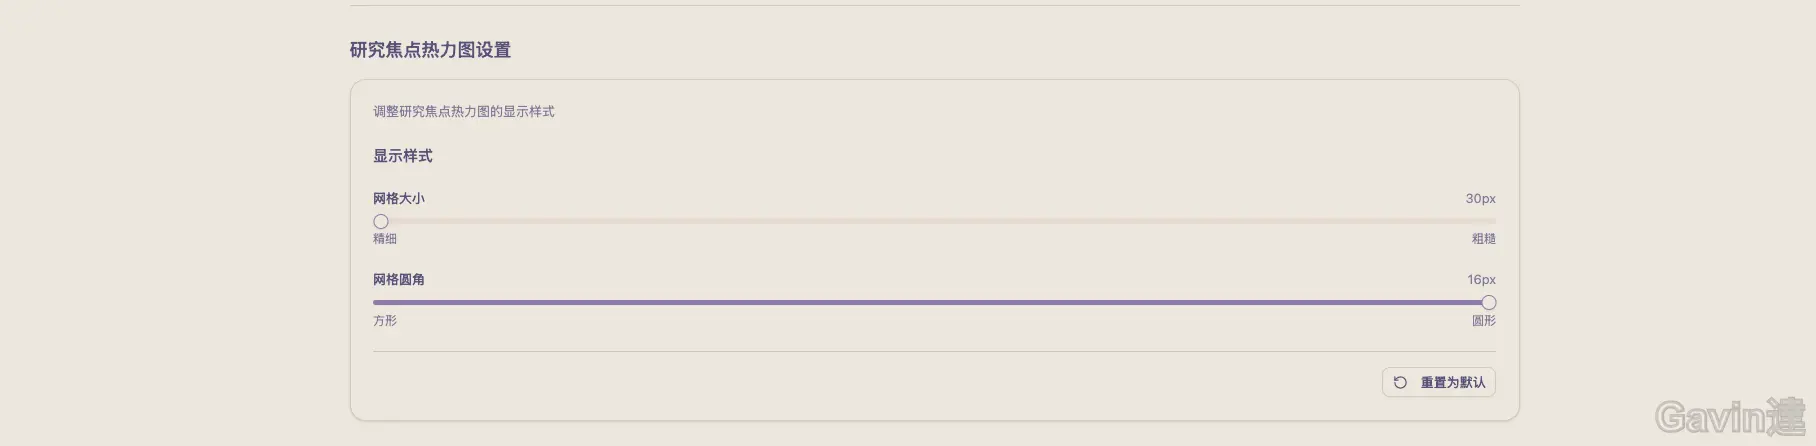 研究焦点热力图设置
调整研究焦点热力图的显示样式
显示样式
网格大小
30px
精细
粗糙
网格圆角
16px
方形
圆形
重置为默认
Gavin達